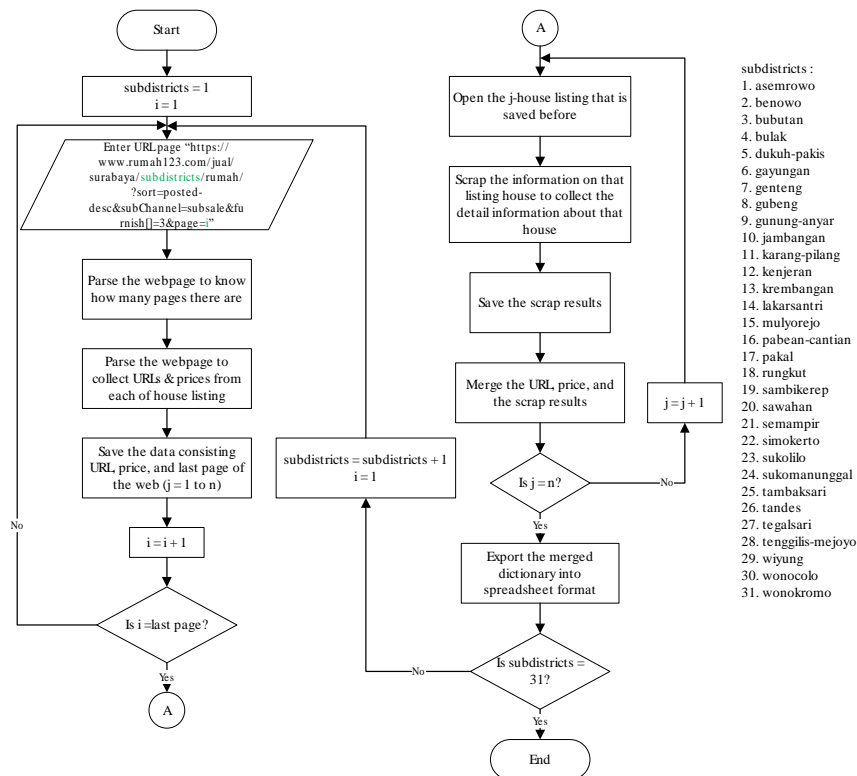 Start
subdistricts = 1
i = 1
Enter URL page “https://
www.rumah123.com/jual/
surabaya/subdistricts/rumah/
?sort=posted-
desc&subChannel=subsale&fu
rnish[]=3&page=i”
Parse the webpage to know
how many pages there are
Parse the webpage to
collect URLs & prices from
each of house listing
Save the data consisting
URL, price, and last page of
the web (j = 1 to n)
i = i + 1
Is i =last page?
No
Yes
A
A
Open the j-house listing that is
saved before
Scrap the information on that
listing house to collect the
detail information about that
house
Save the scrap results
Merge the URL, price, and
the scrap results
Is j = n?
No
j = j + 1
Yes
Export the merged
dictionary into
spreadsheet format
Is subdistricts =
31?
No
subdistricts = subdistricts + 1
i = 1
Yes
End
subdistricts :
1. asemrowo
2. benowo
3. bubutan
4. bulak
5. dukuh-pakis
6. gayungan
7. genteng
8. gubeng
9. gunung-anyar
10. jambangan
11. karang-pilang
12. kenjeran
13. krembangan
14. lakarsantri
15. mulyorejo
16. pabean-cantian
17. pakal
18. rungkut
19. sambikerep
20. sawahan
21. semampir
22. simokerto
23. sukolilo
24. sukomanunggal
25. tambaksari
26. tandes
27. tegalsari
28. tenggilis-mejoyo
29. wiyung
30. wonocolo
31. wonokromo